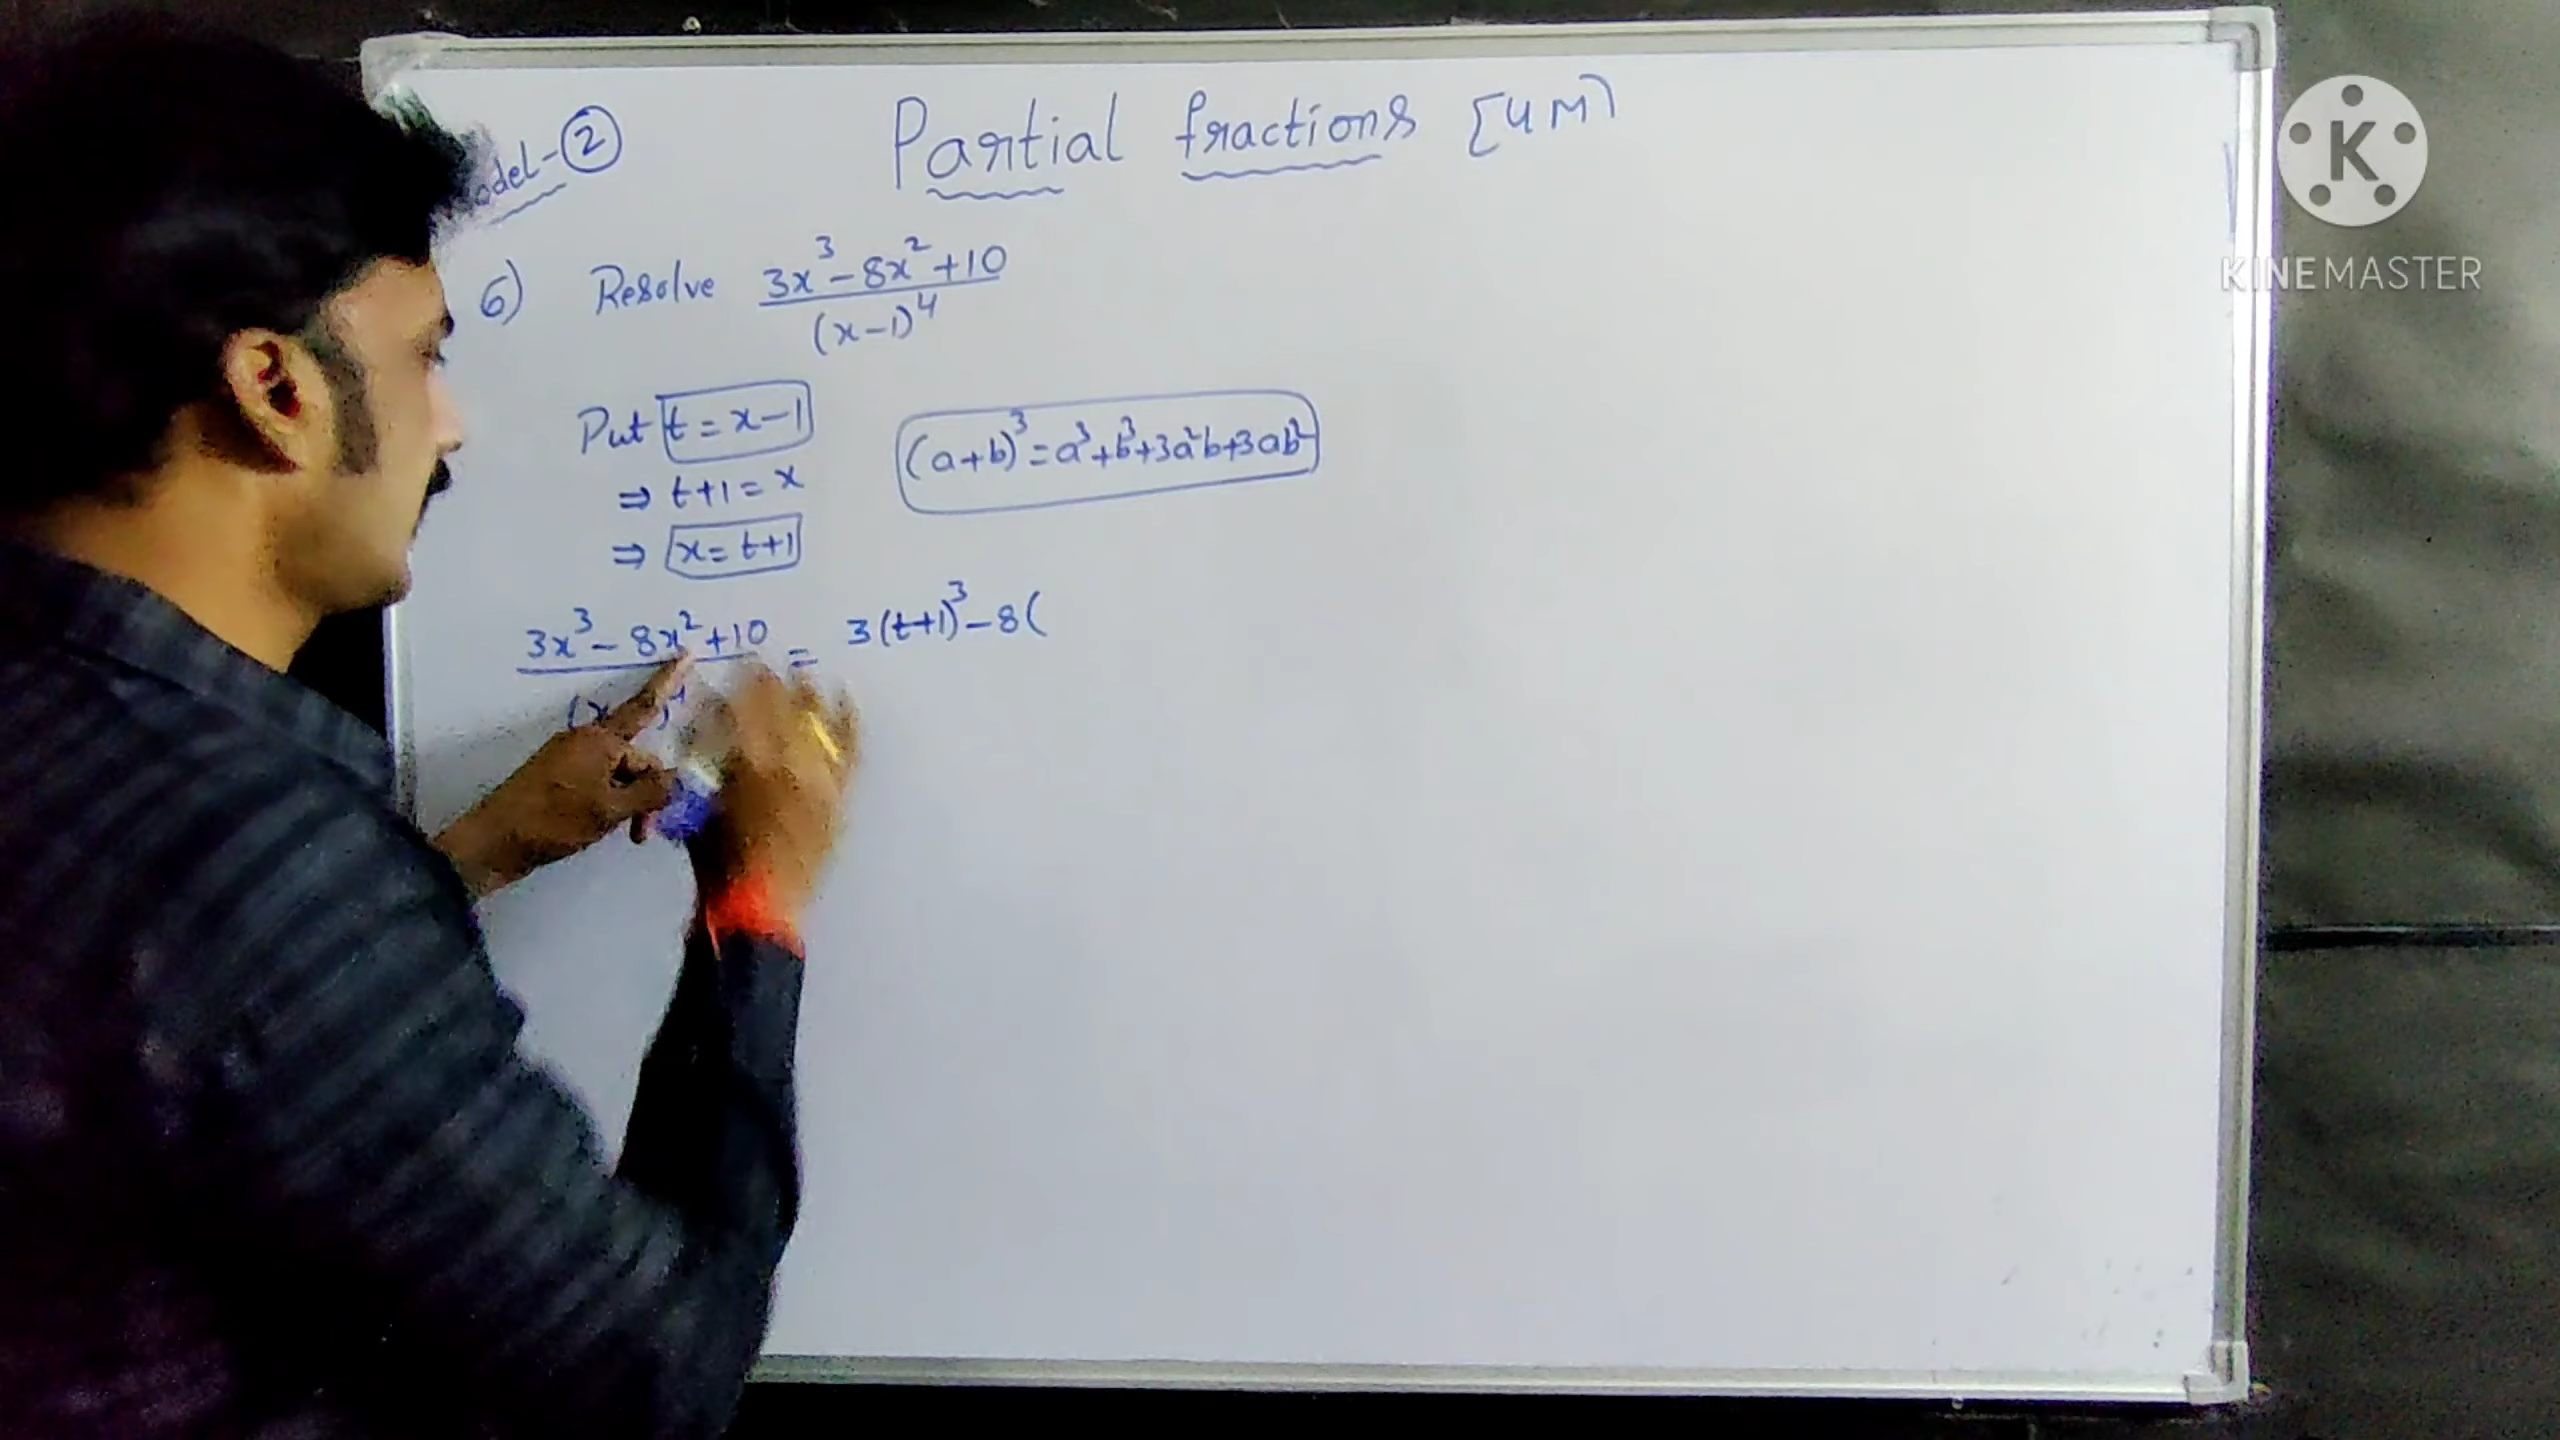 Model-②
Partial fractions [4M]
6) Resolve (3x³-8x²+10)/(x-1)⁴
Put t = x-1
(a+b)³ = a³+b³+3a²b+3ab²
⇒ t+1 = x
⇒ x = t+1
3x³-8x²+10 = 3(t+1)³-8(
(x
K
KINEMASTER